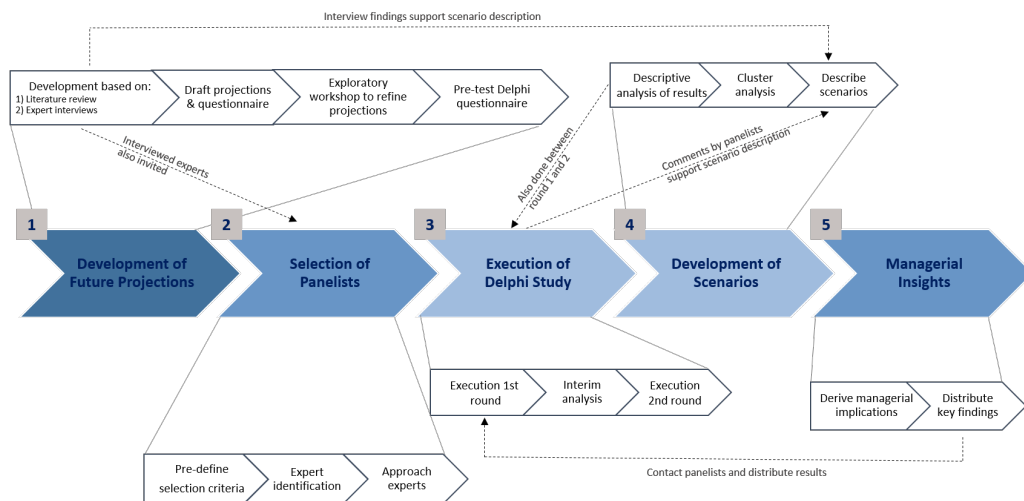 Interview findings support scenario description
Development based on:
1) Literature review
2) Expert interviews
Draft projections
& questionnaire
Exploratory
workshop to refine
projections
Pre-test Delphi
questionnaire
Descriptive
analysis of results
Cluster
analysis
Describe
scenarios
Interviewed experts
also invited
Also done between
round 1 and 2
Comments by panelists
support scenario description
1
Development of
Future Projections
2
Selection of
Panelists
3
Execution of
Delphi Study
4
Development of
Scenarios
5
Managerial
Insights
Execution 1st
round
Interim
analysis
Execution
2nd round
Derive managerial
implications
Distribute
key findings
Contact panelists and distribute results
Pre-define
selection criteria
Expert
identification
Approach
experts